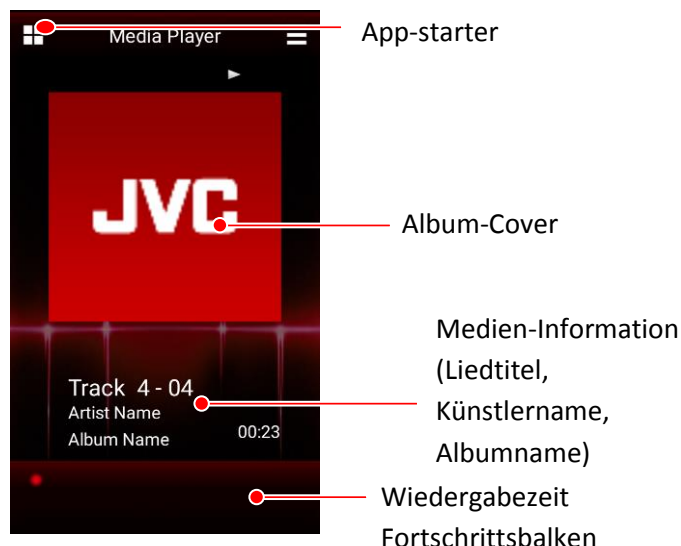 Media Player
App-starter
JVC
Album-Cover
Medien-Information
(Liedtitel,
Künstlername,
Albumname)
Track 4 - 04
Artist Name
Album Name
00:23
Wiedergabezeit
Fortschrittsbalken